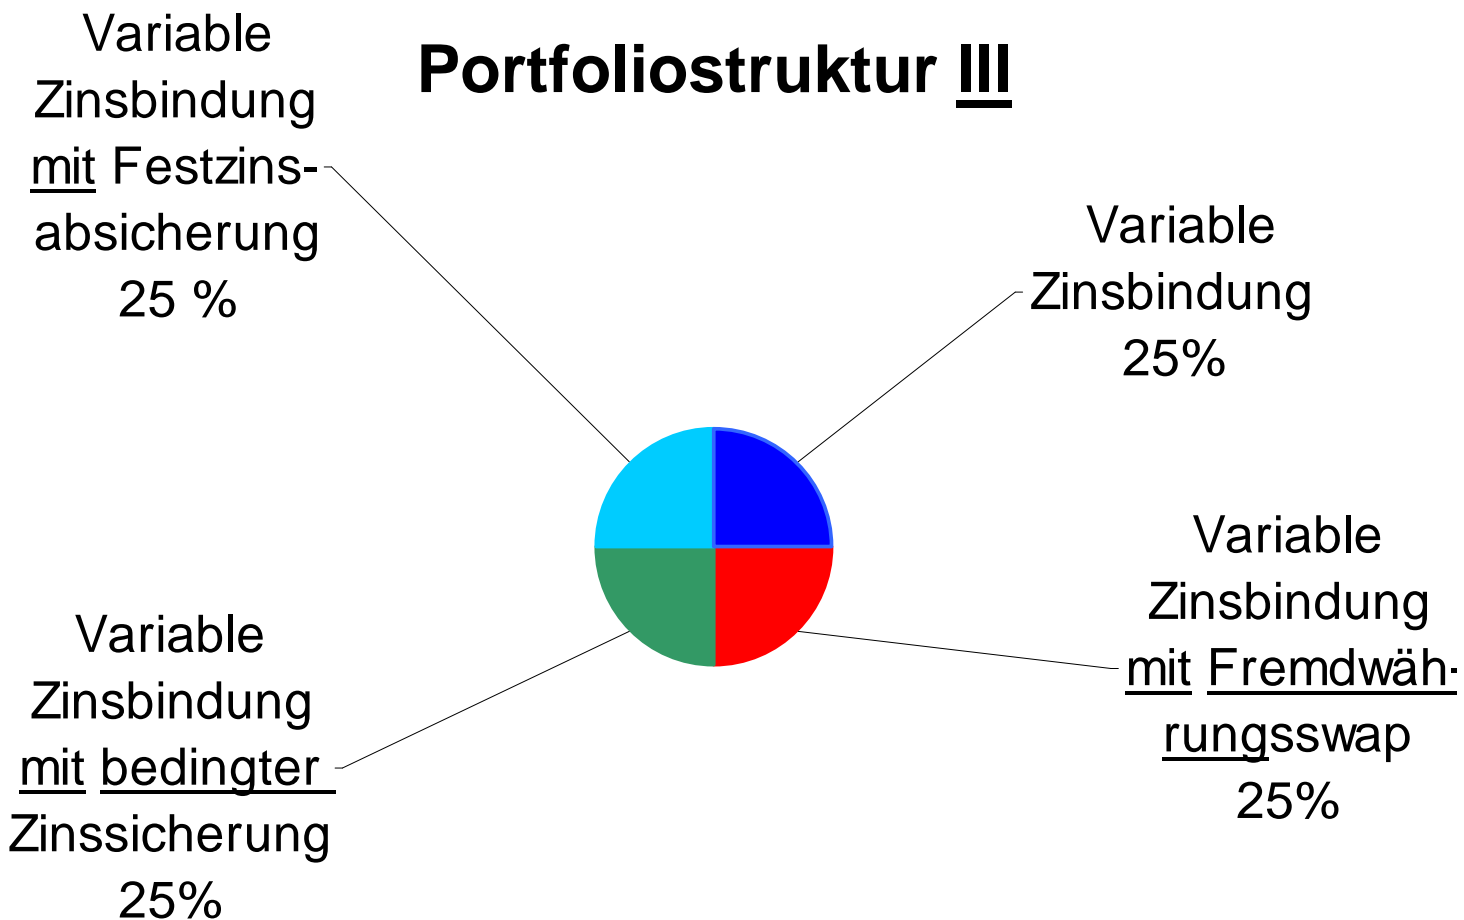 Portfoliostruktur III
Variable
Zinsbindung
mit Festzins-
absicherung
25 %
Variable
Zinsbindung
25%
Variable
Zinsbindung
mit Fremdwäh-
rungsswap
25%
Variable
Zinsbindung
mit bedingter
Zinssicherung
25%